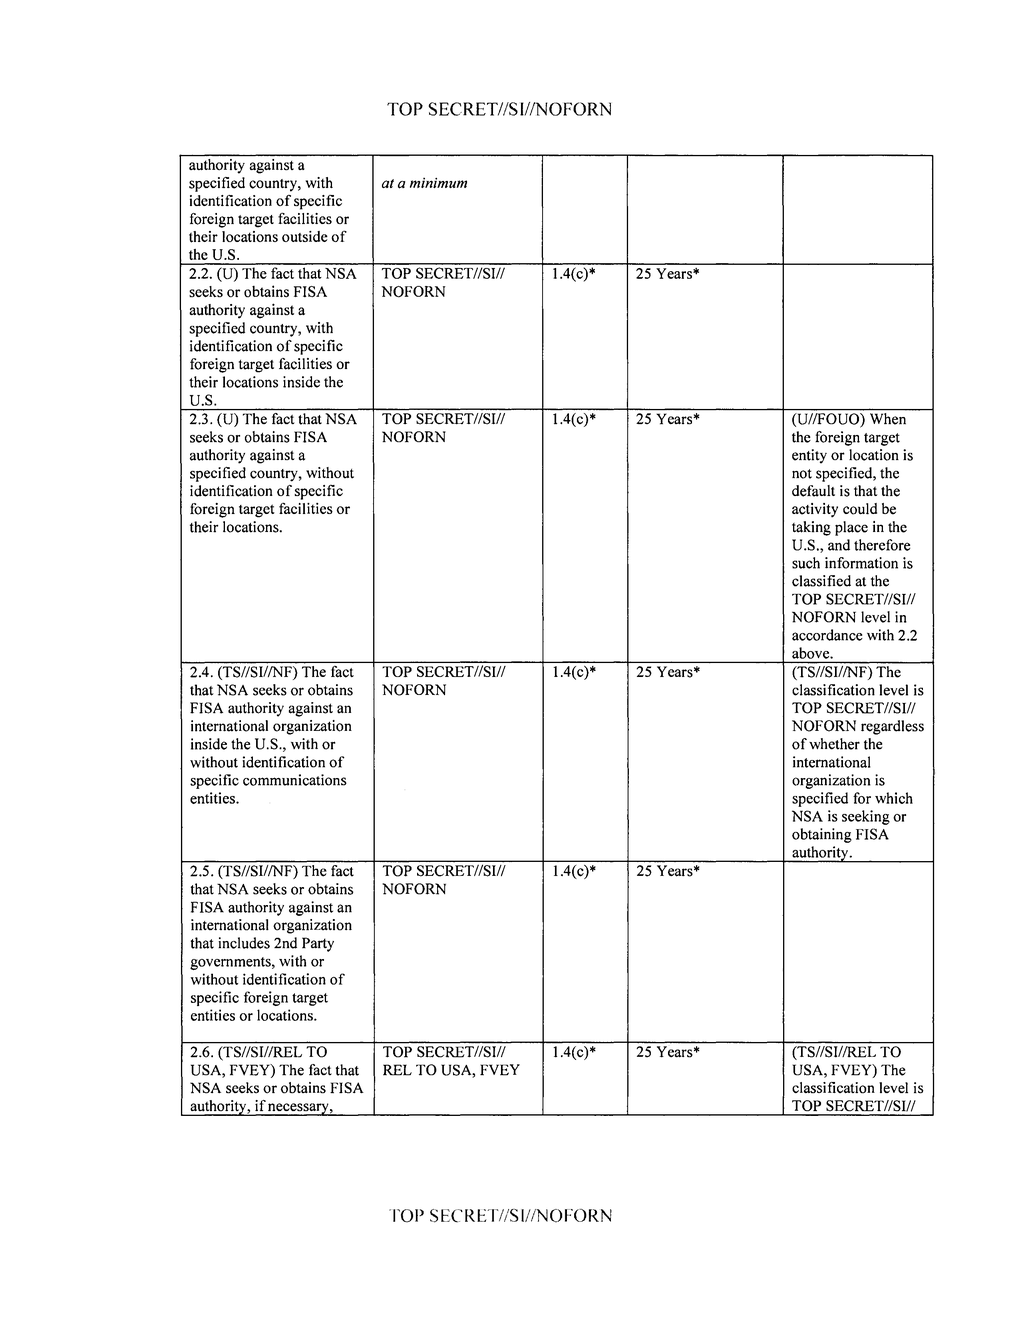 TOP SECRET//SI//NOFORN
authority against a
specified country, with
identification of specific
foreign target facilities or
their locations outside of
the U.S.
at a minimum
2.2. (U) The fact that NSA
seeks or obtains FISA
authority against a
specified country, with
identification of specific
foreign target facilities or
their locations inside the
U.S.
TOP SECRET//SI//
NOFORN
1.4(c)*
25 Years*
2.3. (U) The fact that NSA
seeks or obtains FISA
authority against a
specified country, without
identification of specific
foreign target facilities or
their locations.
TOP SECRET//SI//
NOFORN
1.4(c)*
25 Years*
(U//FOUO) When
the foreign target
entity or location is
not specified, the
default is that the
activity could be
taking place in the
U.S., and therefore
such information is
classified at the
TOP SECRET//SI//
NOFORN level in
accordance with 2.2
above.
2.4. (TS//SI//NF) The fact
that NSA seeks or obtains
FISA authority against an
international organization
inside the U.S., with or
without identification of
specific communications
entities.
TOP SECRET//SI//
NOFORN
1.4(c)*
25 Years*
(TS//SI//NF) The
classification level is
TOP SECRET//SI//
NOFORN regardless
of whether the
international
organization is
specified for which
NSA is seeking or
obtaining FISA
authority.
2.5. (TS//SI//NF) The fact
that NSA seeks or obtains
FISA authority against an
international organization
that includes 2nd Party
governments, with or
without identification of
specific foreign target
entities or locations.
TOP SECRET//SI//
NOFORN
1.4(c)*
25 Years*
2.6. (TS//SI//REL TO
USA, FVEY) The fact that
NSA seeks or obtains FISA
authority, if necessary,
TOP SECRET//SI//
REL TO USA, FVEY
1.4(c)*
25 Years*
(TS//SI//REL TO
USA, FVEY) The
classification level is
TOP SECRET//SI//
TOP SECRET//SI//NOFORN